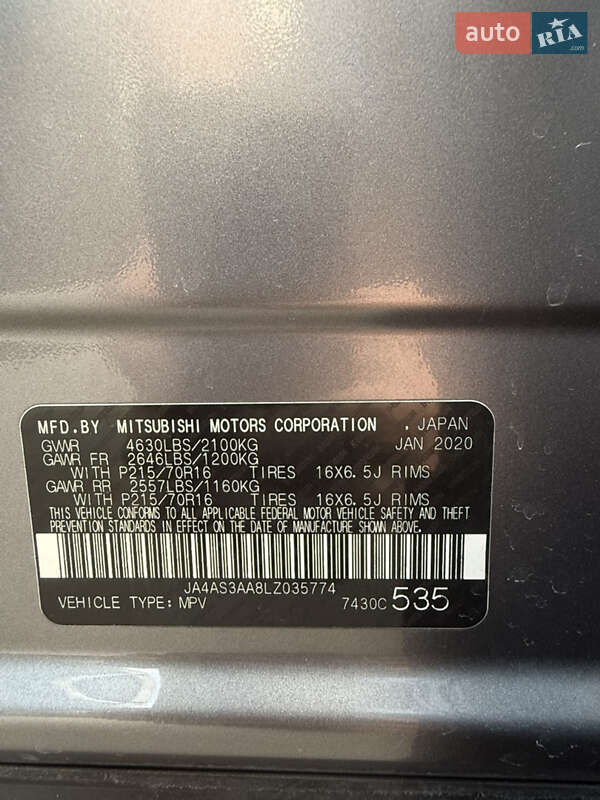 auto RIA.com
MFD.BY MITSUBISHI MOTORS CORPORATION . JAPAN
GVWR 4630LBS/2100KG JAN 2020
GAWR FR 2646LBS/1200KG
WITH P215/70R16 TIRES 16X6.5J RIMS
GAWR RR 2557LBS/1160KG
WITH P215/70R16 TIRES 16X6.5J RIMS
THIS VEHICLE CONFORMS TO ALL APPLICABLE FEDERAL MOTOR VEHICLE SAFETY AND THEFT
PREVENTION STANDARDS IN EFFECT ON THE DATE OF MANUFACTURE SHOWN ABOVE.
JA4AS3AA8LZ035774
VEHICLE TYPE:MPV 7430C 535